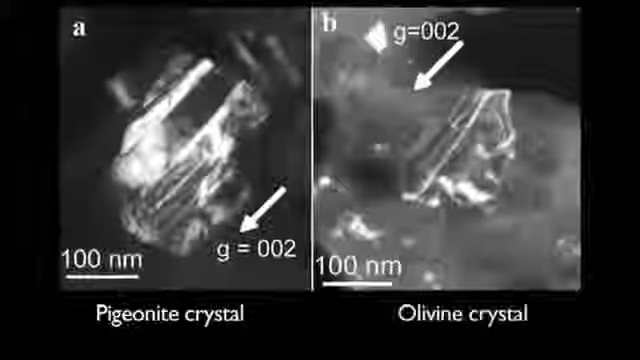 a
g = 002
100 nm
b
g=002
100 nm
Pigeonite crystal
Olivine crystal